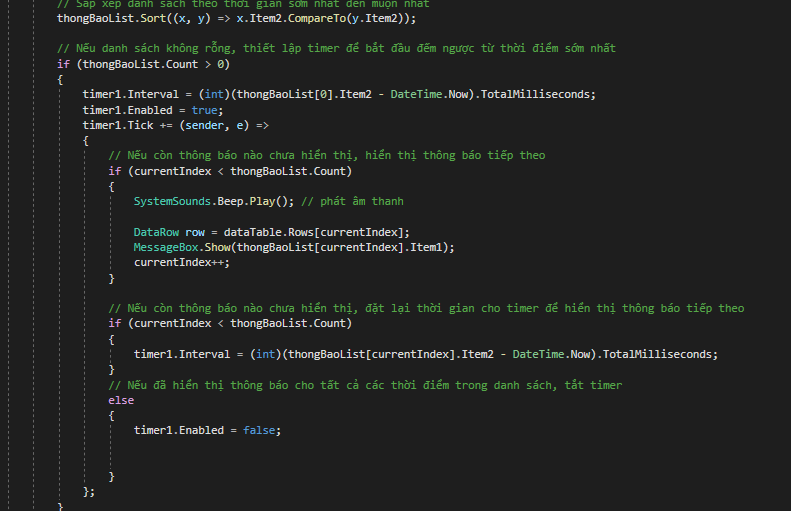 // Sắp xếp danh sách theo thời gian sớm nhất đến muộn nhất
thongBaoList.Sort((x, y) => x.Item2.CompareTo(y.Item2));
// Nếu danh sách không rỗng, thiết lập timer để bắt đầu đếm ngược từ thời điểm sớm nhất
if (thongBaoList.Count > 0)
{
timer1.Interval = (int)(thongBaoList[0].Item2 - DateTime.Now).TotalMilliseconds;
timer1.Enabled = true;
timer1.Tick += (sender, e) =>
{
// Nếu còn thông báo nào chưa hiển thị, hiển thị thông báo tiếp theo
if (currentIndex < thongBaoList.Count)
{
SystemSounds.Beep.Play(); // phát âm thanh
DataRow row = dataTable.Rows[currentIndex];
MessageBox.Show(thongBaoList[currentIndex].Item1);
currentIndex++;
}
// Nếu còn thông báo nào chưa hiển thị, đặt lại thời gian cho timer để hiển thị thông báo tiếp theo
if (currentIndex < thongBaoList.Count)
{
timer1.Interval = (int)(thongBaoList[currentIndex].Item2 - DateTime.Now).TotalMilliseconds;
}
// Nếu đã hiển thị thông báo cho tất cả các thời điểm trong danh sách, tắt timer
else
{
timer1.Enabled = false;
}
};
}